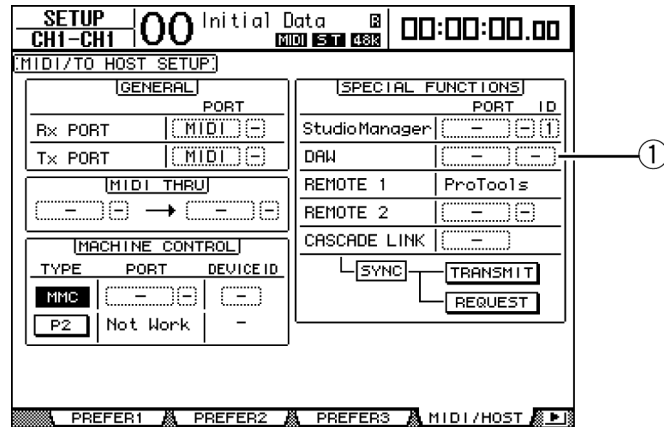 SETUP
CH1-CH1
00
Initial Data R
MIDI ST 48k
00:00:00.00
MIDI/TO HOST SETUP
GENERAL
PORT
Rx PORT MIDI -
Tx PORT MIDI -
MIDI THRU
- - → - -
MACHINE CONTROL
TYPE PORT DEVICE ID
MMC - - -
P2 Not Work -
SPECIAL FUNCTIONS
PORT ID
StudioManager - - 1
DAW - -
1
REMOTE 1 ProTools
REMOTE 2 - -
CASCADE LINK -
SYNC TRANSMIT
REQUEST
PREFER1 PREFER2 PREFER3 MIDI/HOST